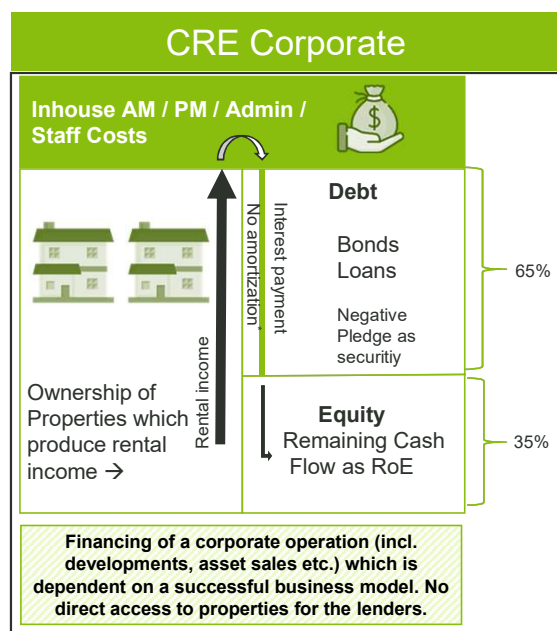 CRE Corporate
Inhouse AM / PM / Admin /
Staff Costs
$
Ownership of
Properties which
produce rental
income →
Rental income
No amortization,
Interest payment
Debt
Bonds
Loans
Negative
Pledge as
securitiy
65%
Equity
Remaining Cash
Flow as RoE
35%
Financing of a corporate operation (incl.
developments, asset sales etc.) which is
dependent on a successful business model. No
direct access to properties for the lenders.